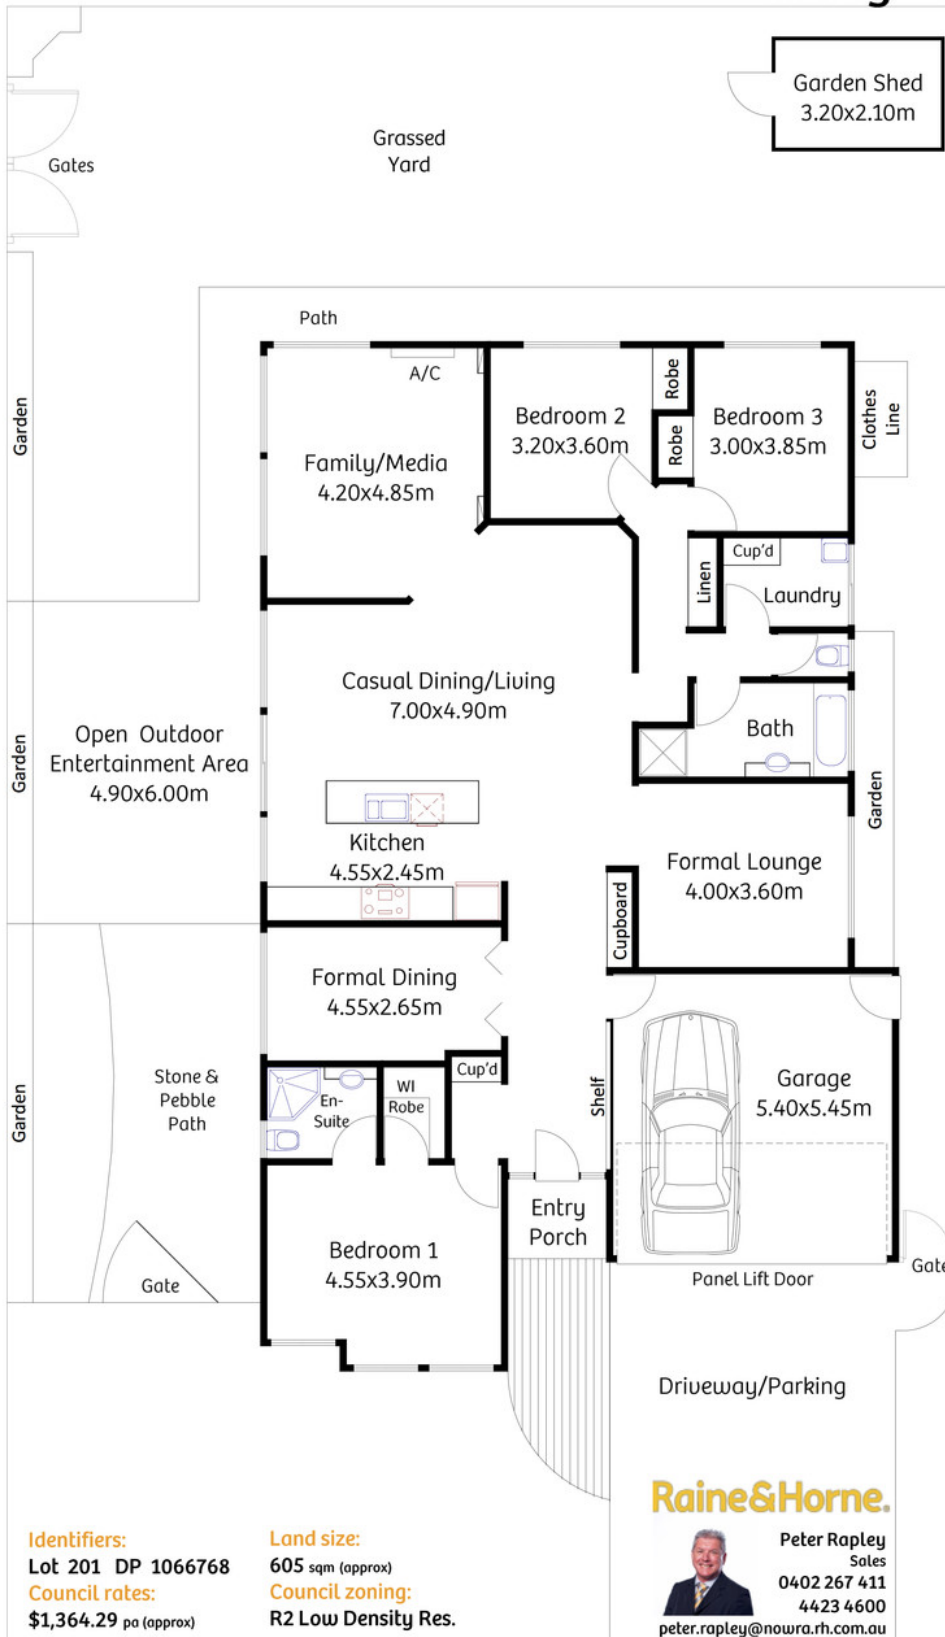 Garden Shed
3.20x2.10m
Grassed
Yard
Gates
Path
A/C
Garden
Family/Media
4.20x4.85m
Bedroom 2
3.20x3.60m
Robe
Robe
Bedroom 3
3.00x3.85m
Clothes
Line
Linen
Cup'd
Laundry
Casual Dining/Living
7.00x4.90m
Bath
Garden
Open Outdoor
Entertainment Area
4.90x6.00m
Garden
Kitchen
4.55x2.45m
Formal Lounge
4.00x3.60m
Cupboard
Formal Dining
4.55x2.65m
Garden
Stone &
Pebble
Path
En-
Suite
WI
Robe
Cup'd
Shelf
Garage
5.40x5.45m
Entry
Porch
Bedroom 1
4.55x3.90m
Gate
Gate
Panel Lift Door
Driveway/Parking
Identifiers:
Lot 201 DP 1066768
Council rates:
$1,364.29 pa (approx)
Land size:
605 sqm (approx)
Council zoning:
R2 Low Density Res.
Raine&Horne.
Peter Rapley
Sales
0402 267 411
4423 4600
peter.rapley@nowra.rh.com.au